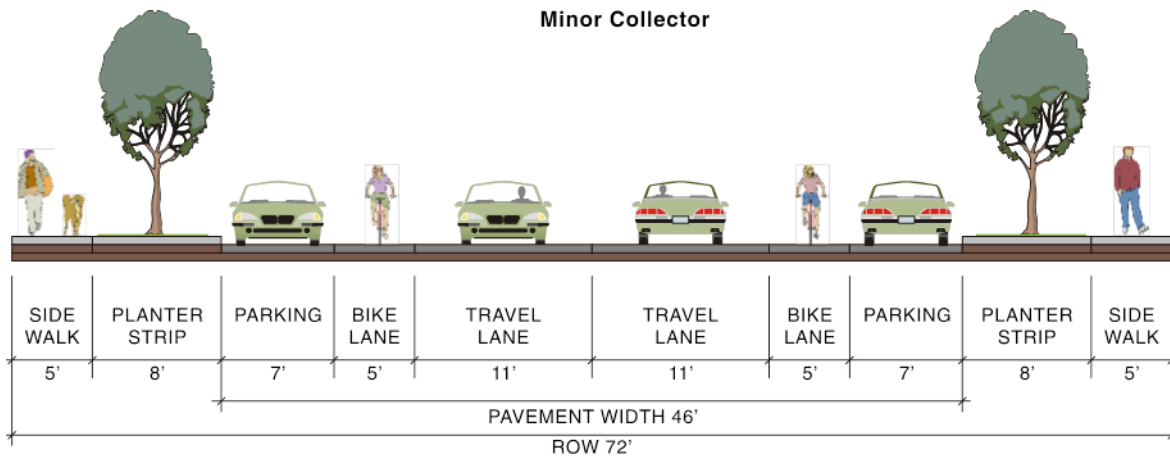 Minor Collector
SIDE WALK
PLANTER STRIP
PARKING
BIKE LANE
TRAVEL LANE
TRAVEL LANE
BIKE LANE
PARKING
PLANTER STRIP
SIDE WALK
5' 8' 7' 5' 11' 11' 5' 7' 8' 5'
PAVEMENT WIDTH 46'
ROW 72'